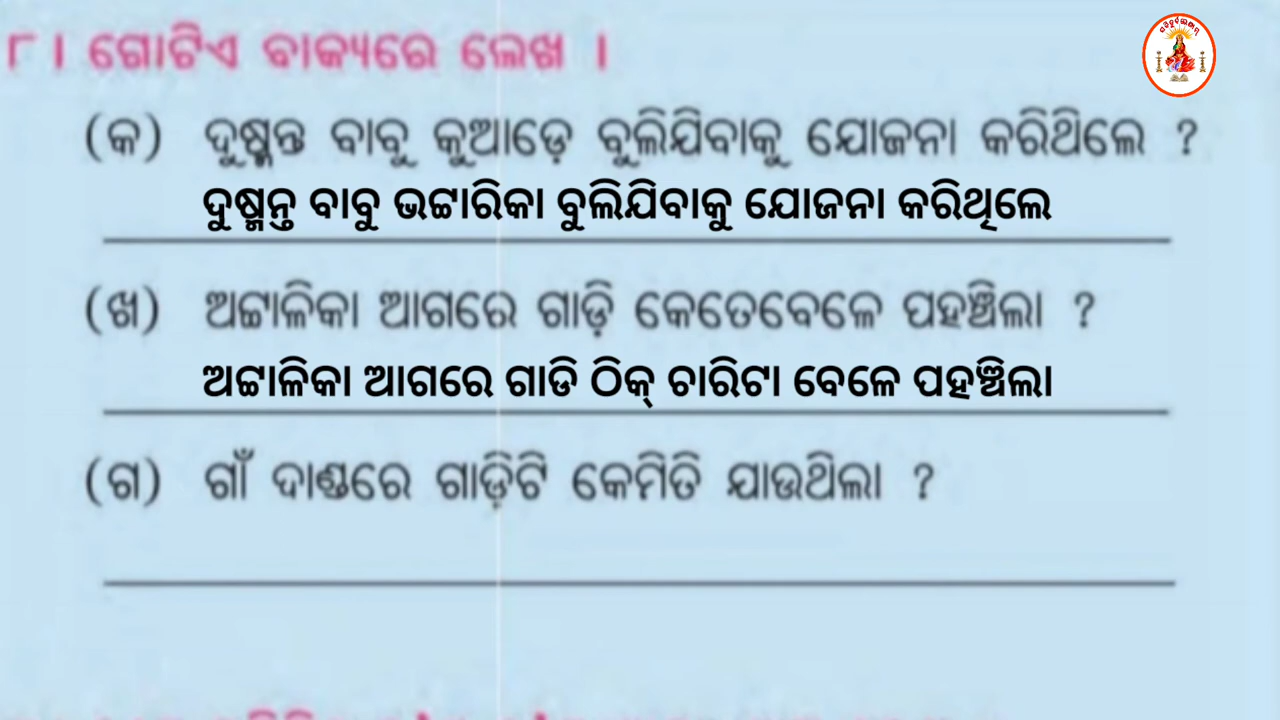 ୮ । ଗୋଟିଏ ବାକ୍ୟରେ ଲେଖ ।
(କ) ଦୁଷ୍ମନ୍ତ ବାବୁ କୁଆଡ଼େ ବୁଲିଯିବାକୁ ଯୋଜନା କରିଥିଲେ ?
ଦୁଷ୍ମନ୍ତ ବାବୁ ଭଟ୍ଟାରିକା ବୁଲିଯିବାକୁ ଯୋଜନା କରିଥିଲେ
(ଖ) ଅଟ୍ଟାଳିକା ଆଗରେ ଗାଡ଼ି କେତେବେଳେ ପହଞ୍ଚିଲା ?
ଅଟ୍ଟାଳିକା ଆଗରେ ଗାଡି ଠିକ୍ ଚାରିଟା ବେଳେ ପହଞ୍ଚିଲା
(ଗ) ଗାଁ ଦାଣ୍ଡରେ ଗାଡ଼ିଟି କେମିତି ଯାଉଥିଲା ?